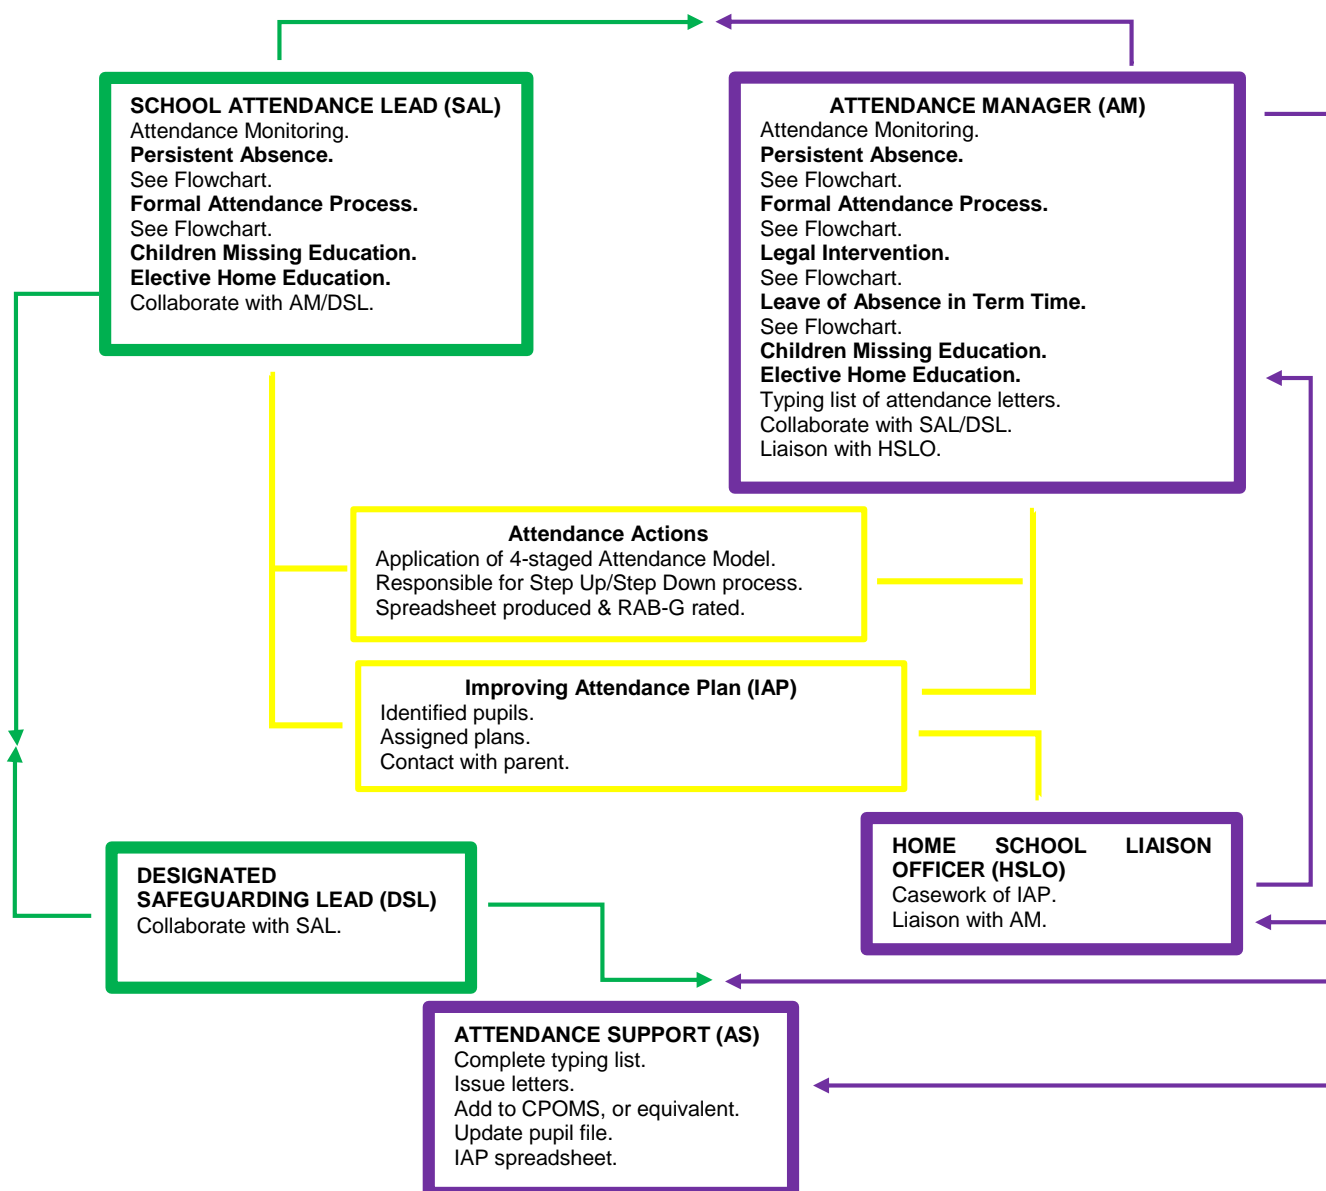 SCHOOL ATTENDANCE LEAD (SAL)
Attendance Monitoring.
Persistent Absence.
See Flowchart.
Formal Attendance Process.
See Flowchart.
Children Missing Education.
Elective Home Education.
Collaborate with AM/DSL.
ATTENDANCE MANAGER (AM)
Attendance Monitoring.
Persistent Absence.
See Flowchart.
Formal Attendance Process.
See Flowchart.
Legal Intervention.
See Flowchart.
Leave of Absence in Term Time.
See Flowchart.
Children Missing Education.
Elective Home Education.
Typing list of attendance letters.
Collaborate with SAL/DSL.
Liaison with HSLO.
Attendance Actions
Application of 4-staged Attendance Model.
Responsible for Step Up/Step Down process.
Spreadsheet produced & RAB-G rated.
Improving Attendance Plan (IAP)
Identified pupils.
Assigned plans.
Contact with parent.
HOME SCHOOL LIAISON
OFFICER (HSLO)
Casework of IAP.
Liaison with AM.
DESIGNATED
SAFEGUARDING LEAD (DSL)
Collaborate with SAL.
ATTENDANCE SUPPORT (AS)
Complete typing list.
Issue letters.
Add to CPOMS, or equivalent.
Update pupil file.
IAP spreadsheet.